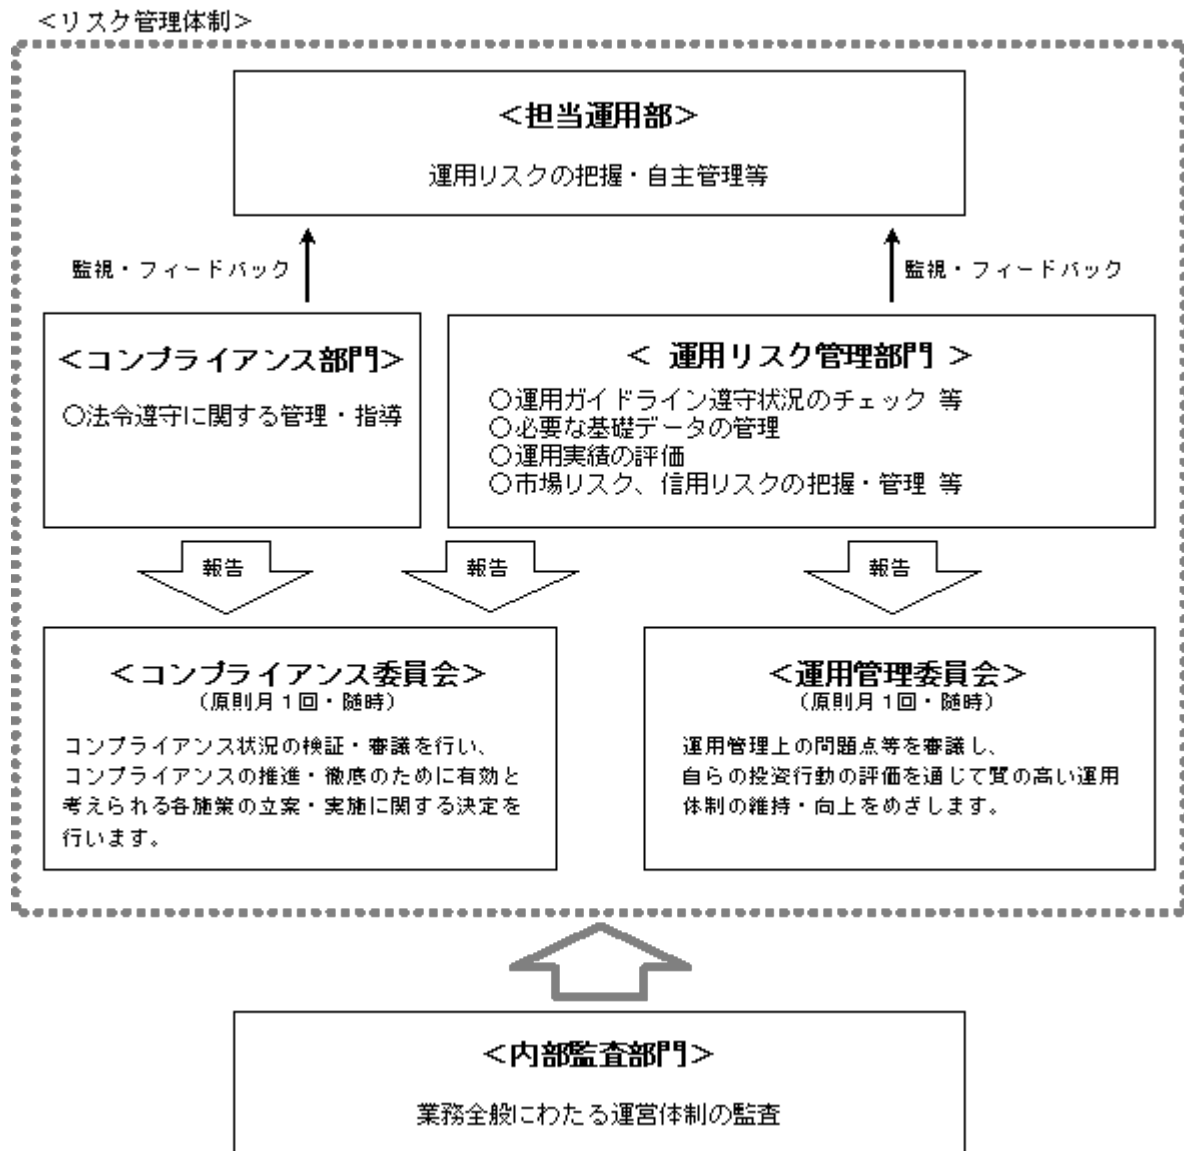 ＜リスク管理体制＞
＜担当運用部＞
運用リスクの把握・自主管理等
監視・フィードバック
監視・フィードバック
＜コンプライアンス部門＞
○法令遵守に関する管理・指導
＜ 運用リスク管理部門 ＞
○運用ガイドライン遵守状況のチェック 等
○必要な基礎データの管理
○運用実績の評価
○市場リスク、信用リスクの把握・管理 等
報告
報告
報告
＜コンプライアンス委員会＞
（原則月１回・随時）
コンプライアンス状況の検証・審議を行い、
コンプライアンスの推進・徹底のために有効と
考えられる各施策の立案・実施に関する決定を
行います。
＜運用管理委員会＞
（原則月１回・随時）
運用管理上の問題点等を審議し、
自らの投資行動の評価を通じて質の高い運用
体制の維持・向上をめざします。
＜内部監査部門＞
業務全般にわたる運営体制の監査